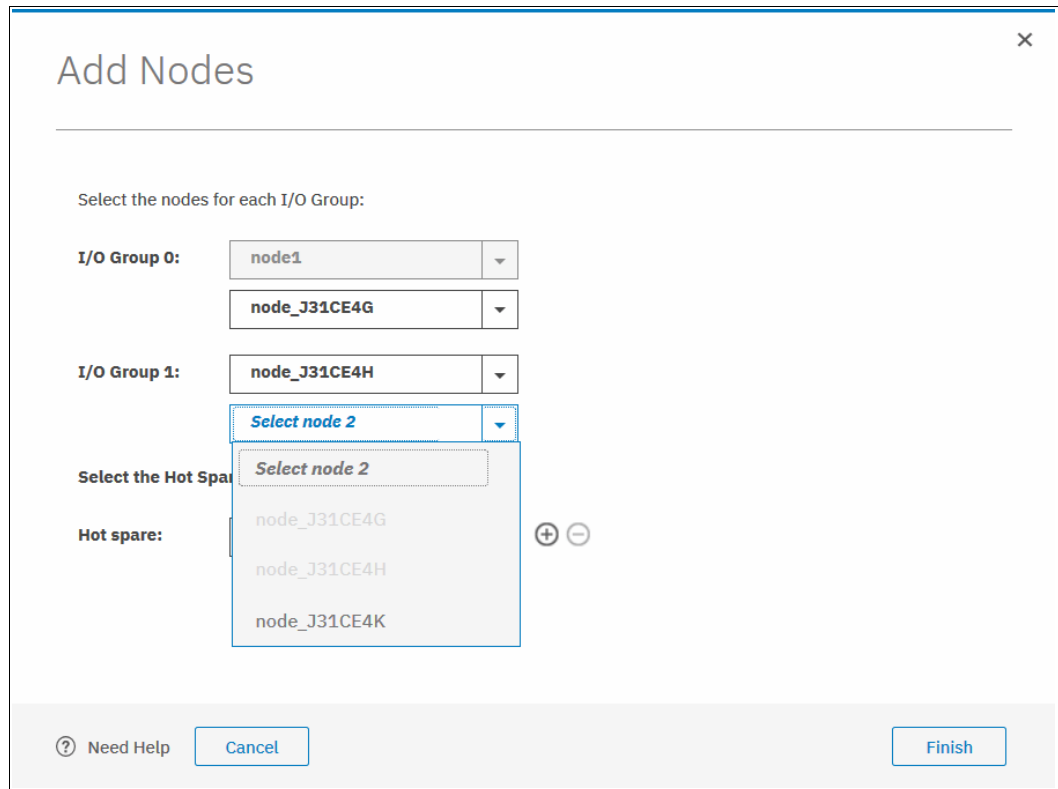 Add Nodes
Select the nodes for each I/O Group:
I/O Group 0:
node1
node_J31CE4G
I/O Group 1:
node_J31CE4H
Select node 2
Select node 2
Select the Hot
Hot spare:
node_J31CE4G
node_J31CE4H
node_J31CE4K
Need Help
Cancel
Finish